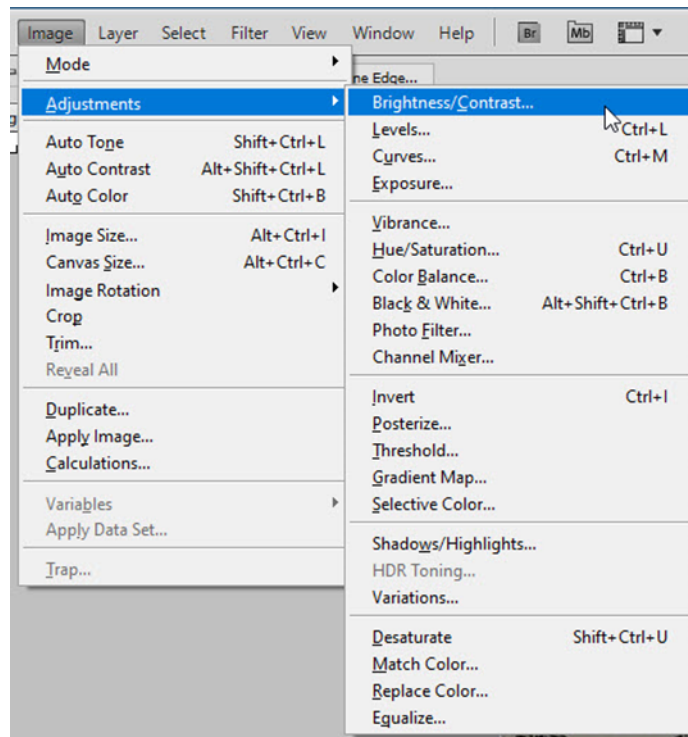 Image Layer Select Filter View Window Help Br Mb
Mode
ne Edge...
Adjustments
Brightness/Contrast...
Levels... Ctrl+L
Auto Tone Shift+Ctrl+L
Curves... Ctrl+M
Auto Contrast Alt+Shift+Ctrl+L
Exposure...
Auto Color Shift+Ctrl+B
Vibrance...
Image Size... Alt+Ctrl+I
Hue/Saturation... Ctrl+U
Canvas Size... Alt+Ctrl+C
Color Balance... Ctrl+B
Image Rotation
Black & White... Alt+Shift+Ctrl+B
Crop
Photo Filter...
Trim...
Channel Mixer...
Reveal All
Invert Ctrl+I
Duplicate...
Posterize...
Apply Image...
Threshold...
Calculations...
Gradient Map...
Variables
Selective Color...
Apply Data Set...
Shadows/Highlights...
Trap...
HDR Toning...
Variations...
Desaturate Shift+Ctrl+U
Match Color...
Replace Color...
Equalize...